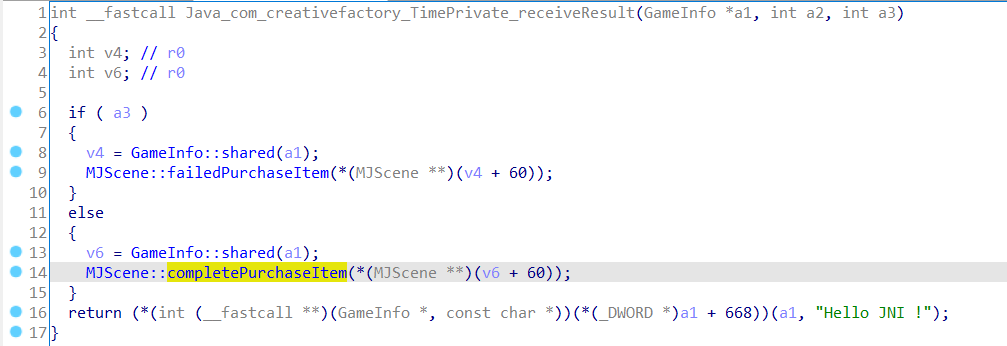 1 int __fastcall Java_com_creativefactory_TimePrivate_receiveResult(GameInfo *a1, int a2, int a3)
2 {
3 int v4; // r0
4 int v6; // r0
5
6 if ( a3 )
7 {
8 v4 = GameInfo::shared(a1);
9 MJScene::failedPurchaseItem(*(MJScene **)(v4 + 60));
10 }
11 else
12 {
13 v6 = GameInfo::shared(a1);
14 MJScene::completePurchaseItem(*(MJScene **)(v6 + 60));
15 }
16 return (*(int (__fastcall **)(GameInfo *, const char *))(*(_DWORD *)a1 + 668))(a1, "Hello JNI !");
17 }